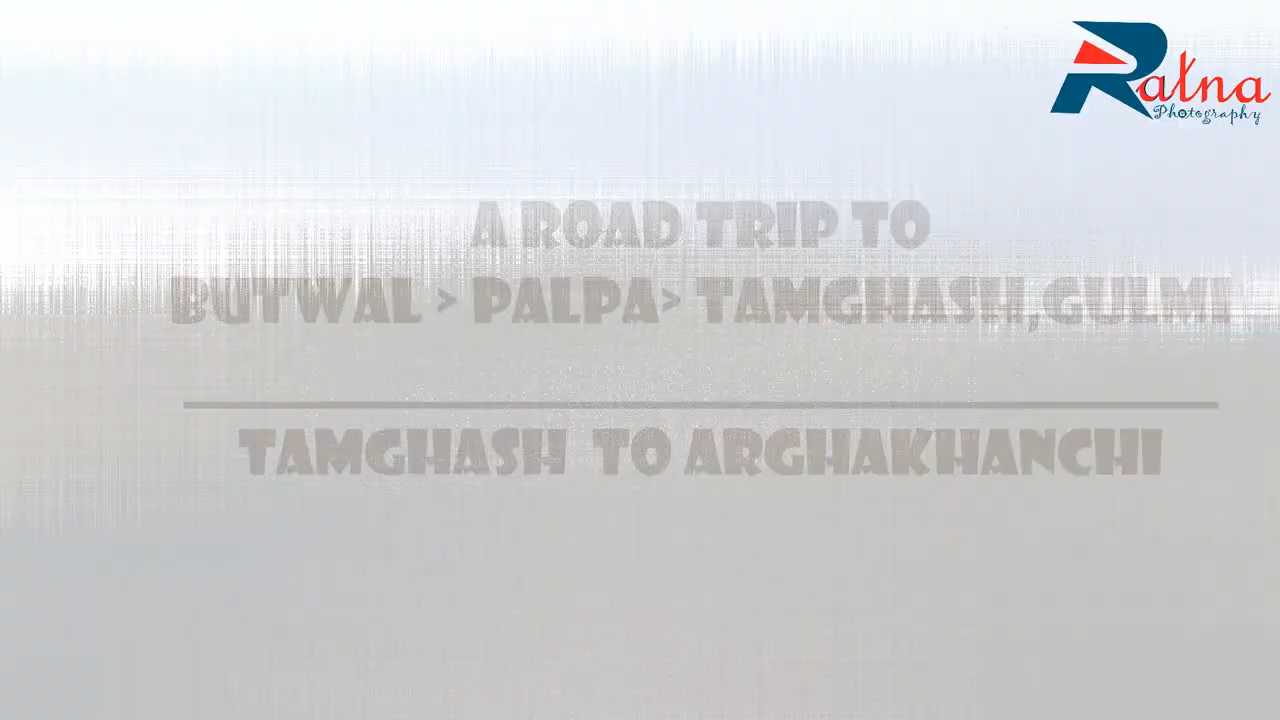 Ratna
Photography
A ROAD TRIP TO
BUTWAL > PALPA> TAMGHASH,GULMI
TAMGHASH TO ARGHAKHANCHI